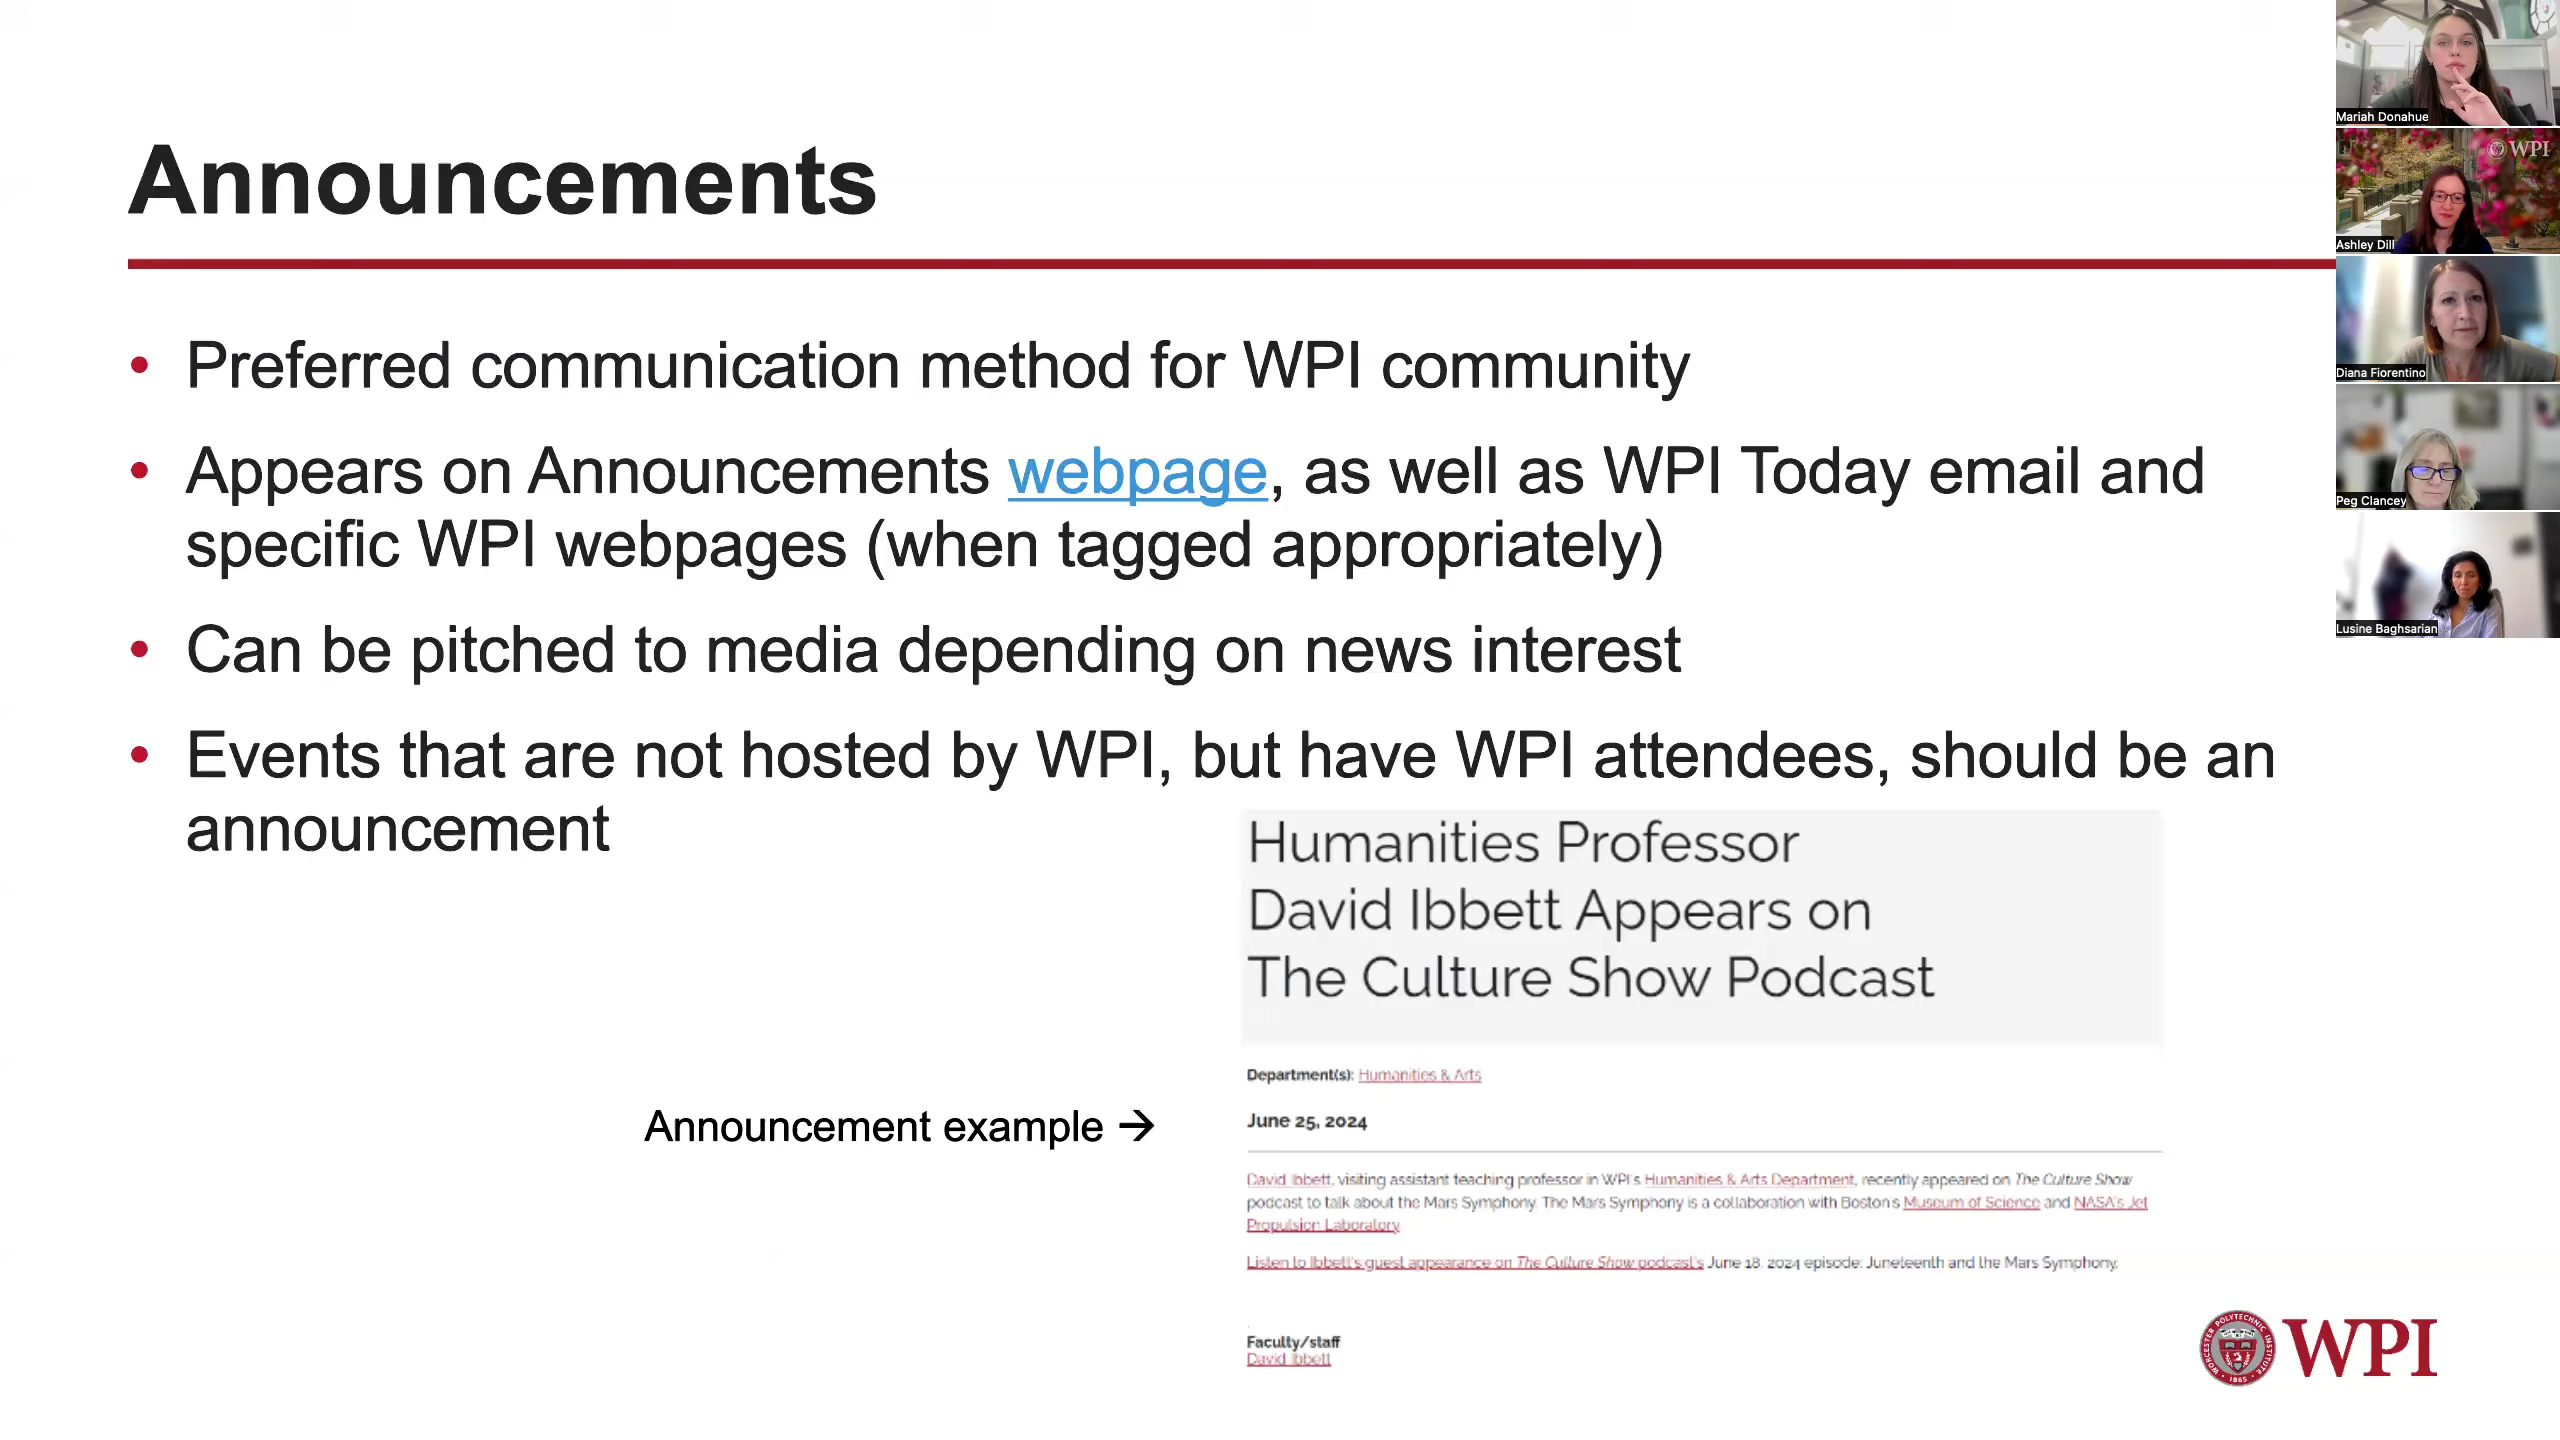 Announcements
• Preferred communication method for WPI community
• Appears on Announcements webpage, as well as WPI Today email and
specific WPI webpages (when tagged appropriately)
• Can be pitched to media depending on news interest
• Events that are not hosted by WPI, but have WPI attendees, should be an
announcement
Announcement example →
Humanities Professor
David Ibbett Appears on
The Culture Show Podcast
Department(s): Humanities & Arts
June 25, 2024
David Ibbett, visiting assistant teaching professor in WPI's Humanities & Arts Department, recently appeared on The Culture Show
podcast to talk about the Mars Symphony. The Mars Symphony is a collaboration with Boston's Museum of Science and NASA's Jet
Propulsion Laboratory.
Listen to Ibbett's guest appearance on The Culture Show podcast's June 18, 2024 episode: Juneteenth and the Mars Symphony.
Faculty/staff
David Ibbett
WORCESTER POLYTECHNIC INSTITUTE
1865
WPI
Mariah Donahue
WPI
Ashley Dill
Diana Fiorentino
Peg Clancey
Lusine Baghsarian